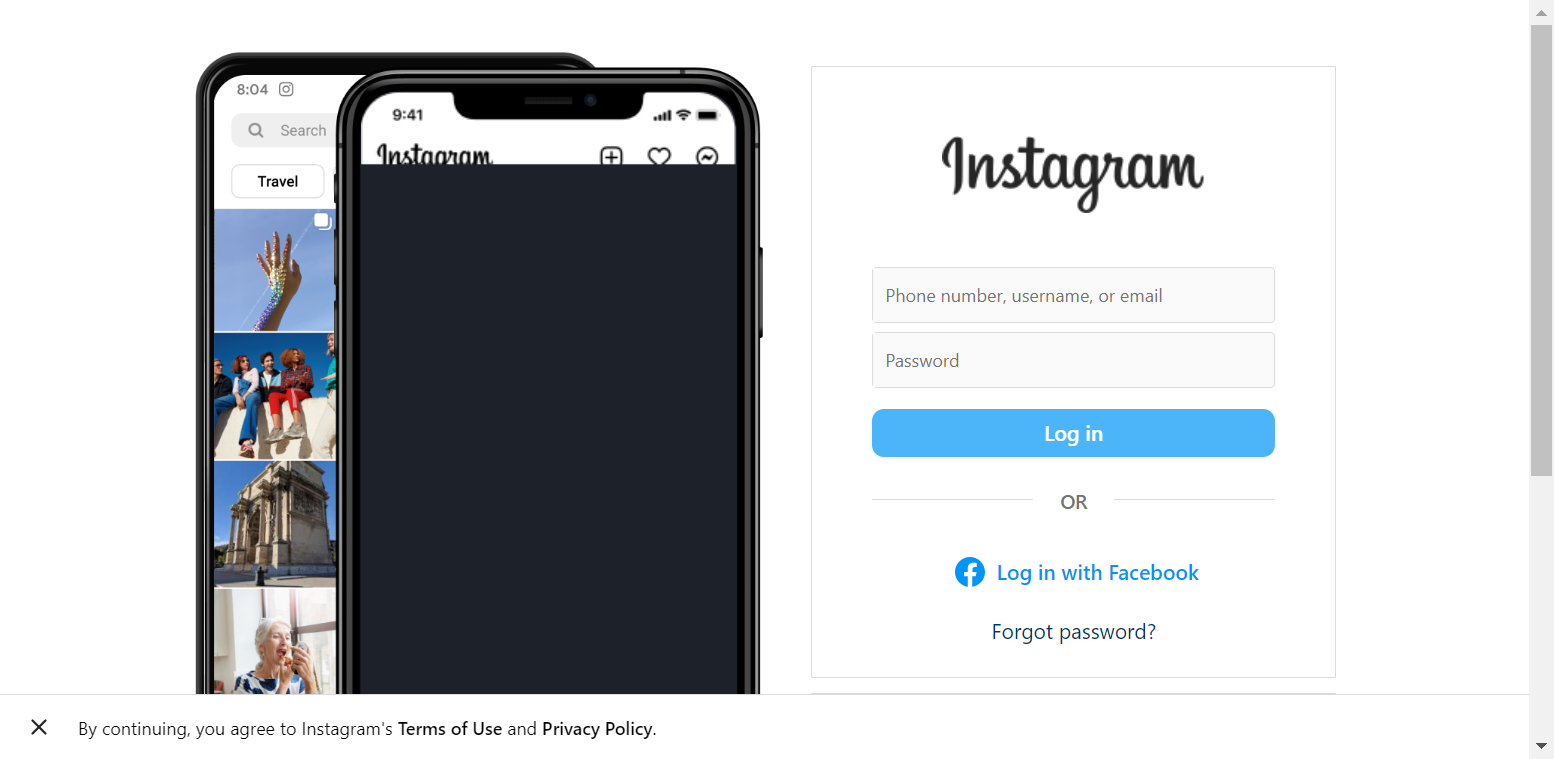 8:04
Search
Travel
9:41
Instagram
Instagram
Phone number, username, or email
Password
Log in
OR
Log in with Facebook
Forgot password?
By continuing, you agree to Instagram's Terms of Use and Privacy Policy.